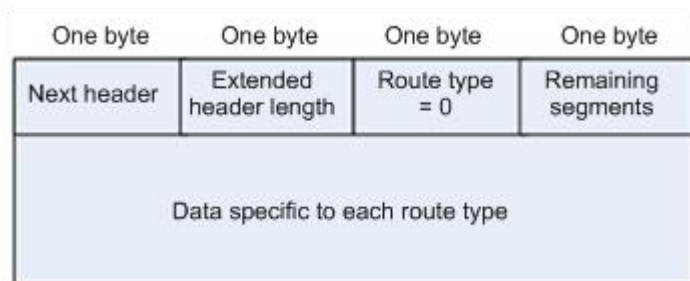 One byte One byte One byte One byte
Next header Extended header length Route type = 0 Remaining segments
Data specific to each route type